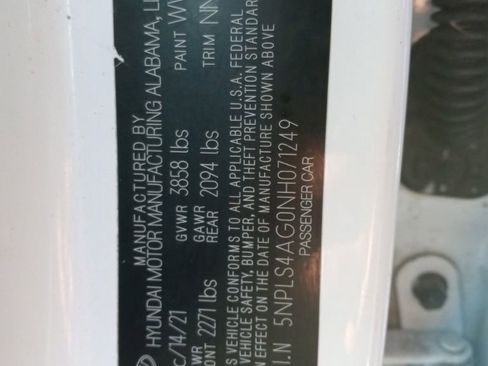 MANUFACTURED BY
HYUNDAI MOTOR MANUFACTURING ALABAMA,
C/14/21 GVWR 3858 lbs PAINT
GAWR
2271 lbs REAR 2094 lbs TRIM
VEHICLE CONFORMS TO ALL APPLICABLE U.S.A. FEDERAL
VEHICLE SAFETY, BUMPER, AND THEFT PREVENTION STANDAR
EFFECT ON THE DATE OF MANUFACTURE SHOWN ABOVE
I.N 5NPLS4AG0NH071249
PASSENGER CAR